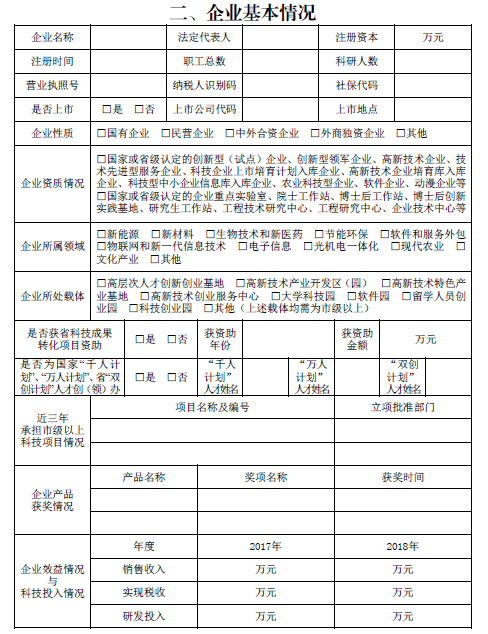 二、企业基本情况
企业名称 法定代表人 注册资本 万元
注册时间 职工总数 科研人数
营业执照号 纳税人识别码 社保代码
是否上市 □是 □否 上市公司代码 上市地点
企业性质 □国有企业 □民营企业 □中外合资企业 □外商独资企业 □其他
企业资质情况
□国家或省级认定的创新型（试点）企业、创新型领军企业、高新技术企业、技
术先进型服务企业、科技企业上市培育计划入库企业、高新技术企业培育库入库
企业、科技型中小企业信息库入库企业、农业科技型企业、软件企业、动漫企业等
□国家或省级认定的企业重点实验室、院士工作站、博士后工作站、博士后创新
实践基地、研究生工作站、工程技术研究中心、工程研究中心、企业技术中心等
企业所属领域
□新能源 □新材料 □生物技术和新医药 □节能环保 □软件和服务外包
□物联网和新一代信息技术 □电子信息 □光机电一体化 □现代农业 □
文化产业 □其他
企业所处载体
□高层次人才创新创业基地 □高新技术产业开发区（园） □高新技术特色产
业基地 □高新技术创业服务中心 □大学科技园 □软件园 □留学人员创
业园 □科技创业园 □其他（上述载体均需为市级以上）
是否获省科技成果
转化项目资助
□是 □否
获资助
年份
获资助
金额
万元
是否为国家“千人计
划”、“万人计划”、省“双
创计划”人才创（领）办
□是 □否
“千人
计划”
人才姓名
“万人
计划”
人才姓名
“双创
计划”
人才姓名
近三年
承担市级以上
科技项目情况
项目名称及编号 立项批准部门
企业产品
获奖情况
产品名称 奖项名称 获奖时间
企业效益情况
与
科技投入情况
年度 2017年 2018年
销售收入 万元 万元
实现税收 万元 万元
研发投入 万元 万元